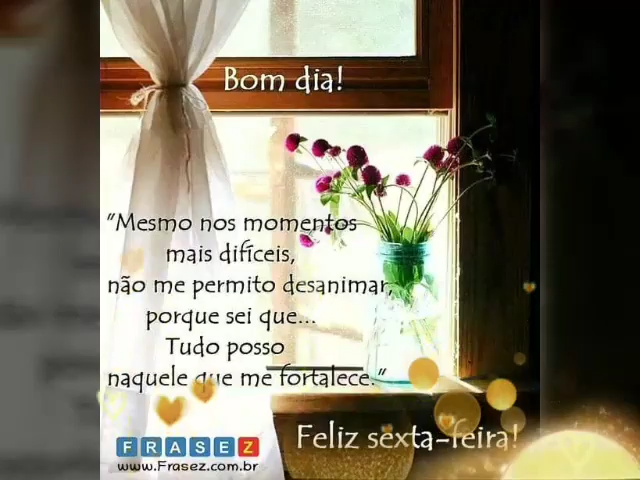 Bom dia!
"Mesmo nos momentos
mais difíceis,
não me permito desanimar,
porque sei que...
Tudo posso
naquele que me fortalece."
FRASEZ
www.Frasez.com.br
Feliz sexta-feira!